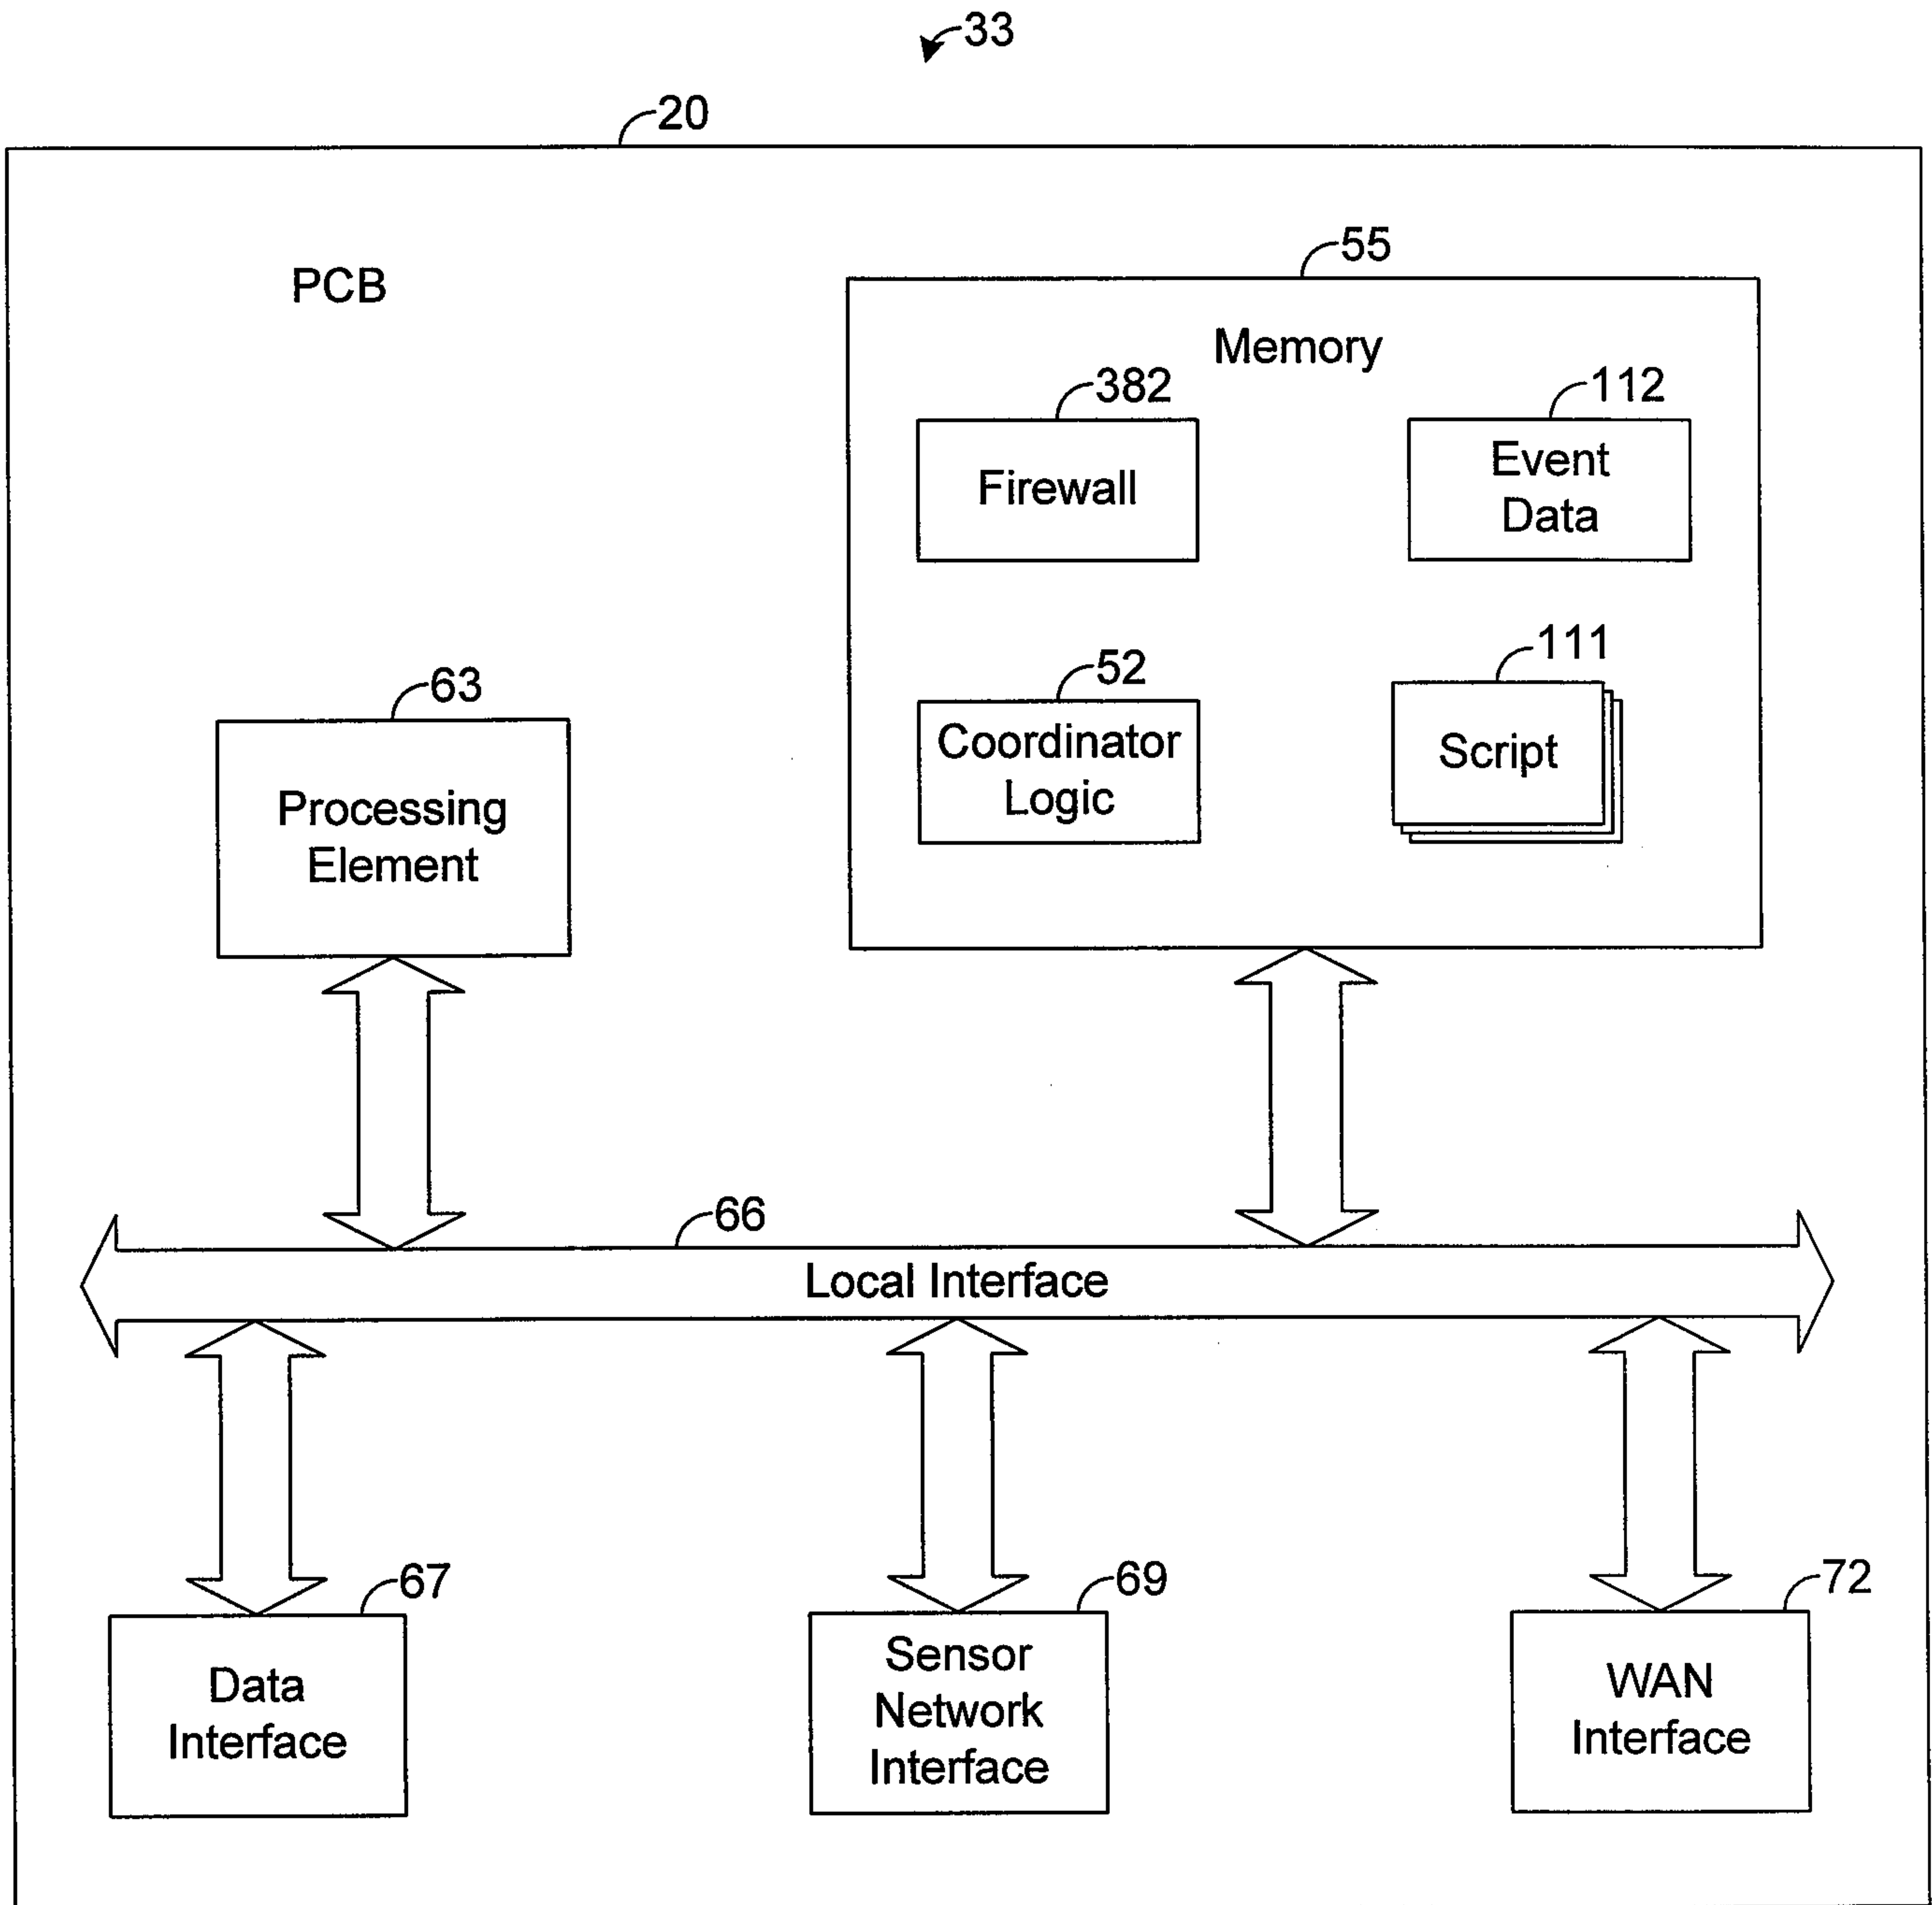 33
20
PCB
55
Memory
382
Firewall
112
Event
Data
52
Coordinator
Logic
111
Script
63
Processing
Element
66
Local Interface
67
Data
Interface
69
Sensor
Network
Interface
72
WAN
Interface